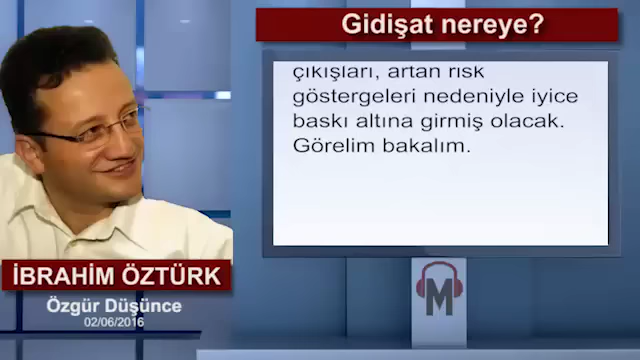 Gidişat nereye?
çıkışları, artan risk
göstergeleri nedeniyle iyice
baskı altına girmiş olacak.
Görelim bakalım.
İBRAHİM ÖZTÜRK
Özgür Düşünce
02/06/2016
M